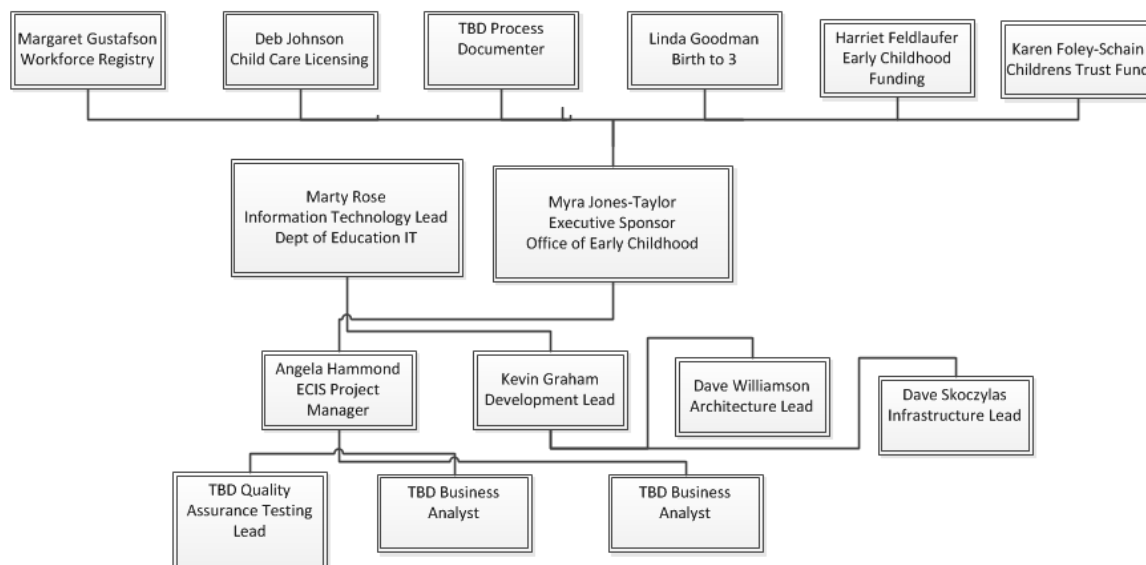 Margaret Gustafson
Workforce Registry
Deb Johnson
Child Care Licensing
TBD Process
Documenter
Linda Goodman
Birth to 3
Harriet Feldlaufer
Early Childhood
Funding
Karen Foley-Schain
Childrens Trust Fund
Marty Rose
Information Technology Lead
Dept of Education IT
Myra Jones-Taylor
Executive Sponsor
Office of Early Childhood
Angela Hammond
ECIS Project
Manager
Kevin Graham
Development Lead
Dave Williamson
Architecture Lead
Dave Skoczylas
Infrastructure Lead
TBD Quality
Assurance Testing
Lead
TBD Business
Analyst
TBD Business
Analyst